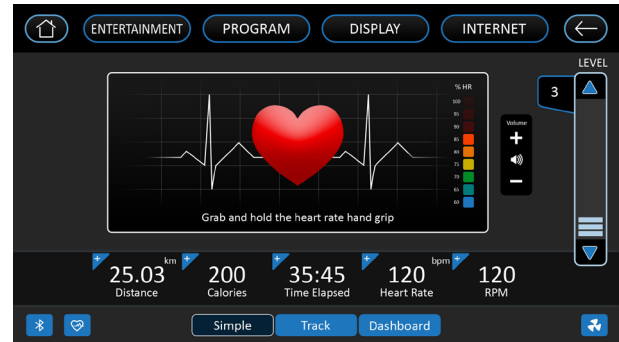 ENTERTAINMENT PROGRAM DISPLAY INTERNET
LEVEL
3
% HR
100
95
90
85
80
75
70
65
60
Volume
+
−
Grab and hold the heart rate hand grip
+ km + + + bpm +
25.03 200 35:45 120 120
Distance Calories Time Elapsed Heart Rate RPM
Simple Track Dashboard